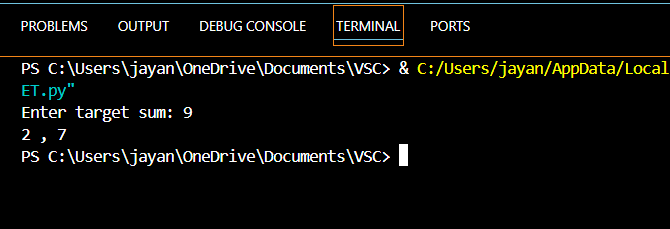 PROBLEMS OUTPUT DEBUG CONSOLE TERMINAL PORTS
PS C:\Users\jayan\OneDrive\Documents\VSC> & C:/Users/jayan/AppData/Local
ET.py"
Enter target sum: 9
2 , 7
PS C:\Users\jayan\OneDrive\Documents\VSC>